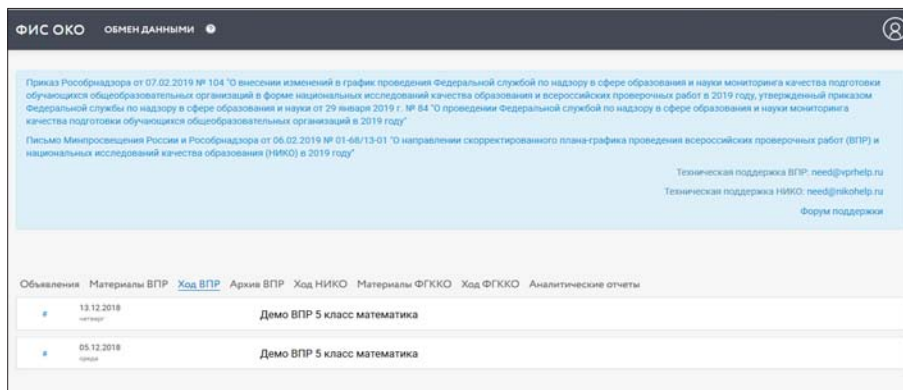 ФИС ОКО ОБМЕН ДАННЫМИ ?
Приказ Рособрнадзора от 07.02.2019 № 104 "О внесении изменений в график проведения Федеральной службой по надзору в сфере образования и науки мониторинга качества подготовки
обучающихся общеобразовательных организаций в форме национальных исследований качества образования и всероссийских проверочных работ в 2019 году, утвержденный приказом
Федеральной службы по надзору в сфере образования и науки от 29 января 2019 г. № 84 "О проведении Федеральной службой по надзору в сфере образования и науки мониторинга
качества подготовки обучающихся общеобразовательных организаций в 2019 году"
Письмо Минпросвещения России и Рособрнадзора от 06.02.2019 № 01-68/13-01 "О направлении скорректированного плана-графика проведения всероссийских проверочных работ (ВПР) и
национальных исследований качества образования (НИКО) в 2019 году"
Техническая поддержка ВПР: need@vprhelp.ru
Техническая поддержка НИКО: need@nikohelp.ru
Форум поддержки
Объявления Материалы ВПР Ход ВПР Архив ВПР Ход НИКО Материалы ФГККО Ход ФГККО Аналитические отчеты
# 13.12.2018 Демо ВПР 5 класс математика
четверг
# 05.12.2018 Демо ВПР 5 класс математика
среда